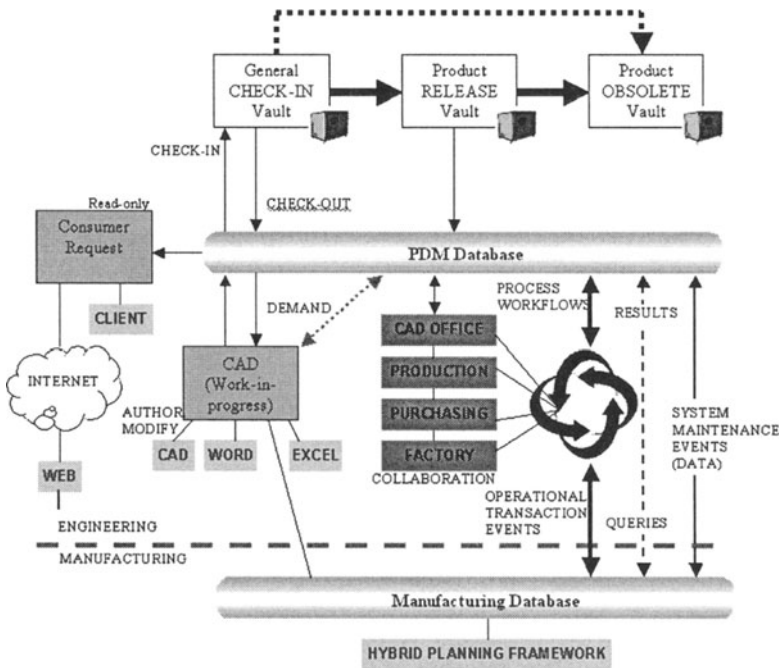 General
CHECK-IN
Vault
Product
RELEASE
Vault
Product
OBSOLETE
Vault
CHECK-IN
CHECK-OUT
Read-only
Consumer
Request
PDM Database
CLIENT
DEMAND
PROCESS
WORKFLOWS
RESULTS
CAD OFFICE
PRODUCTION
PURCHASING
FACTORY
COLLABORATION
INTERNET
CAD
(Work-in-
progress)
AUTHOR
MODIFY
CAD
WORD
EXCEL
WEB
SYSTEM
MAINTENANCE
EVENTS
(DATA)
OPERATIONAL
TRANSACTION
EVENTS
QUERIES
ENGINEERING
MANUFACTURING
Manufacturing Database
HYBRID PLANNING FRAMEWORK